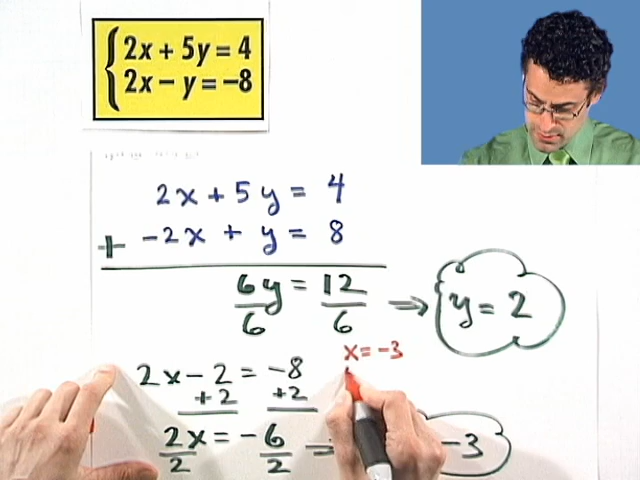 2x + 5y = 4
2x − y = −8
2x + 5y = 4
+ -2x + y = 8
6y = 12
6 6
⇒ y = 2
x = -3
2x - 2 = -8
+2 +2
2x = -6
2 2
-3